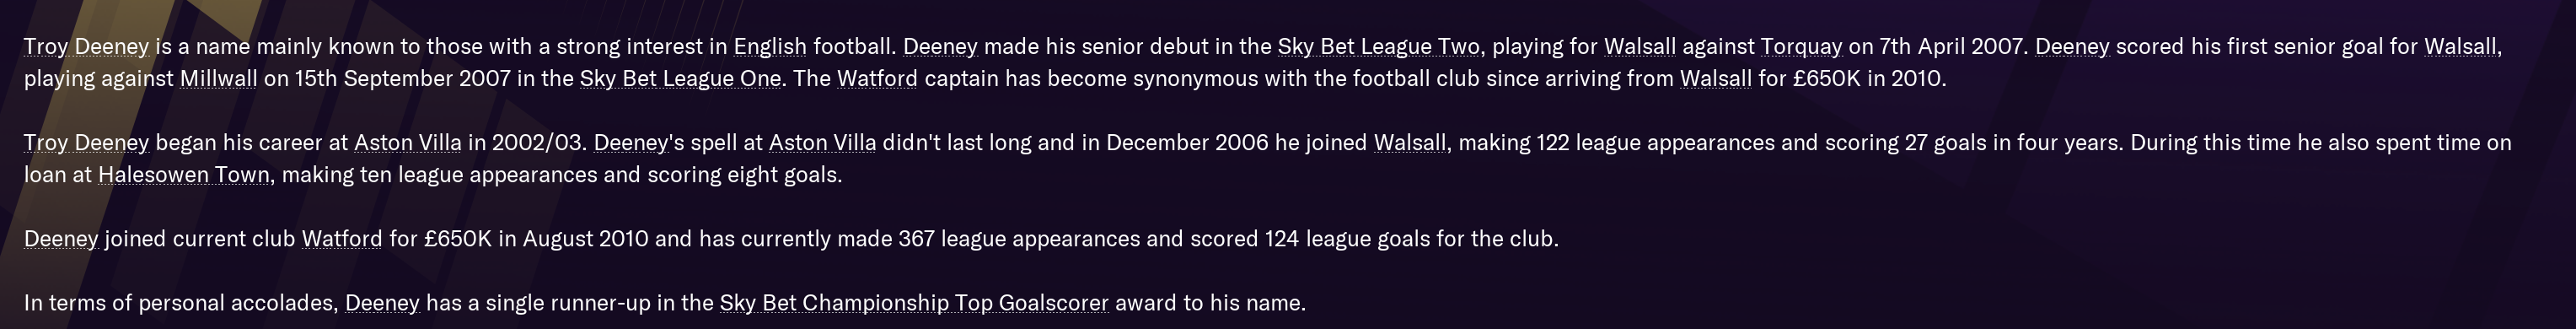 Troy Deeney is a name mainly known to those with a strong interest in English football. Deeney made his senior debut in the Sky Bet League Two, playing for Walsall against Torquay on 7th April 2007. Deeney scored his first senior goal for Walsall,
playing against Millwall on 15th September 2007 in the Sky Bet League One. The Watford captain has become synonymous with the football club since arriving from Walsall for £650K in 2010.
Troy Deeney began his career at Aston Villa in 2002/03. Deeney's spell at Aston Villa didn't last long and in December 2006 he joined Walsall, making 122 league appearances and scoring 27 goals in four years. During this time he also spent time on
loan at Halesowen Town, making ten league appearances and scoring eight goals.
Deeney joined current club Watford for £650K in August 2010 and has currently made 367 league appearances and scored 124 league goals for the club.
In terms of personal accolades, Deeney has a single runner-up in the Sky Bet Championship Top Goalscorer award to his name.